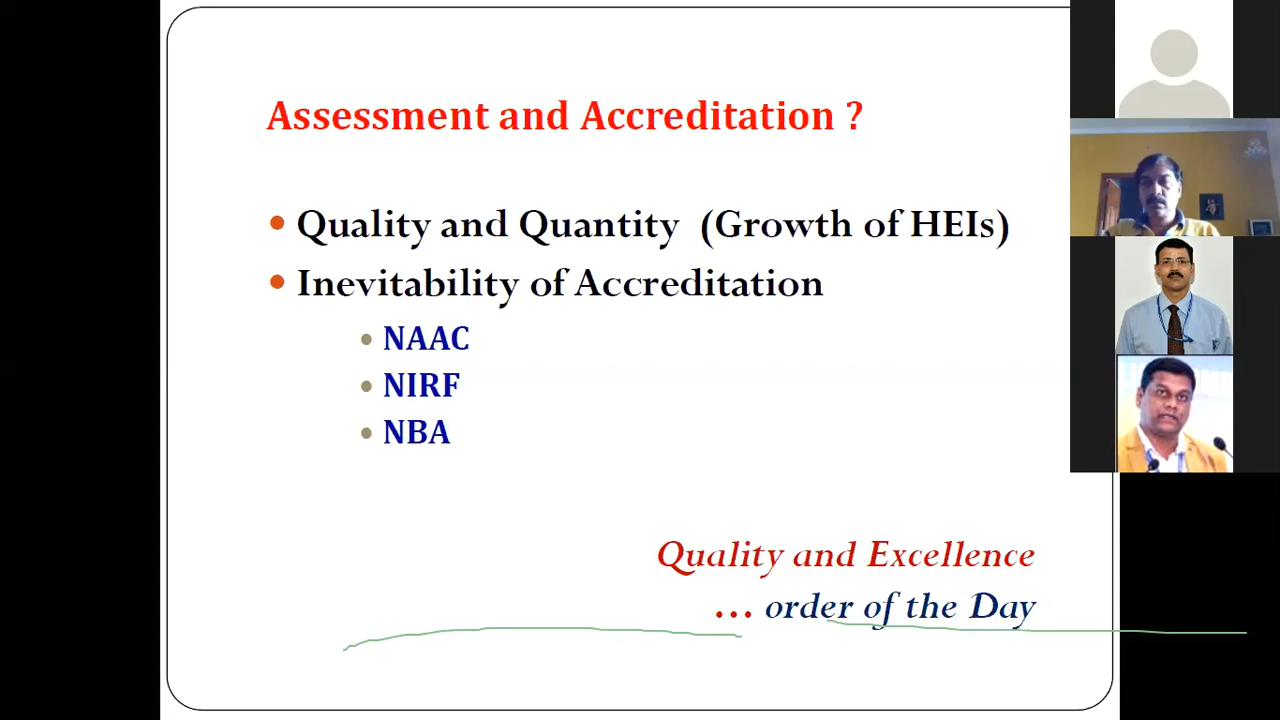 Assessment and Accreditation ?
Quality and Quantity (Growth of HEIs)
Inevitability of Accreditation
NAAC
NIRF
NBA
Quality and Excellence
... order of the Day